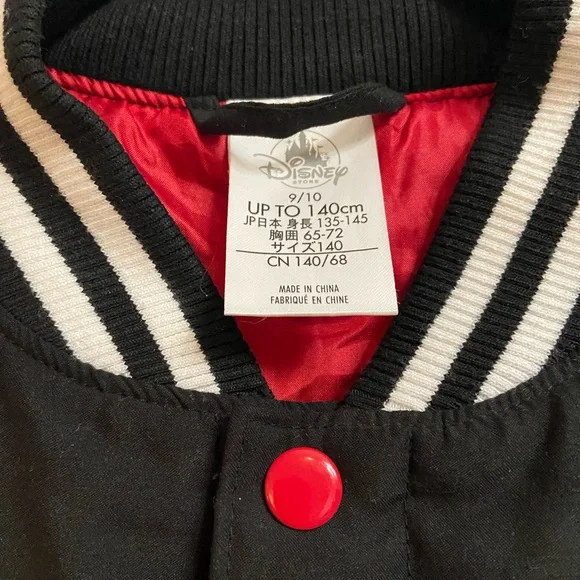 Disney
STORE
9/10
UP TO 140cm
JP日本 身長 135-145
胸囲 65-72
サイズ140
CN 140/68
MADE IN CHINA
FABRIQUÉ EN CHINE